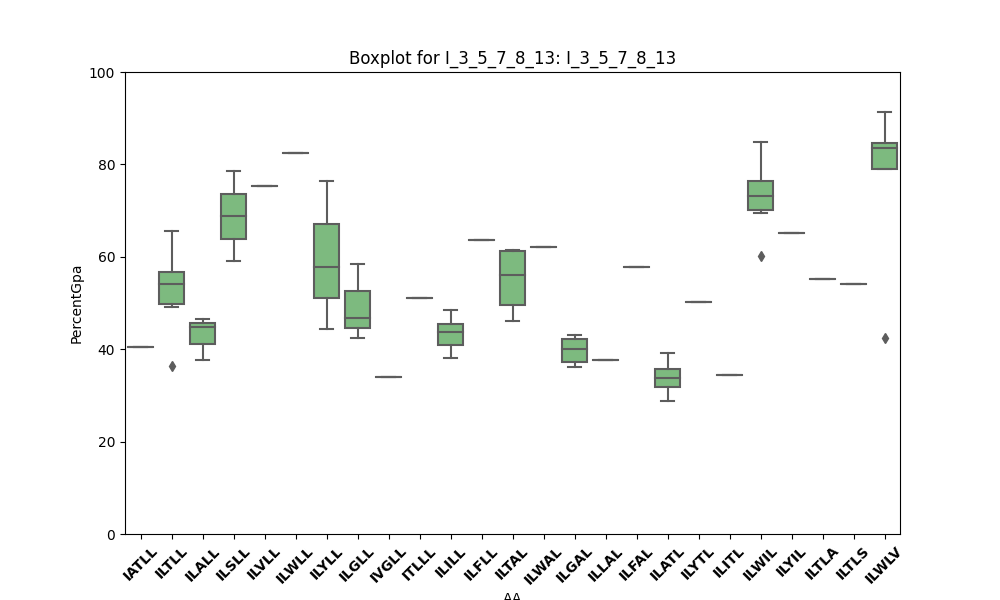 Boxplot for I_3_5_7_8_13: I_3_5_7_8_13
100
80
60
40
20
0
PercentGpa
IATLL ILTLL ILALL ILSLL ILVLL ILWLL ILYLL ILGLL IVGLL ITLLL ILILL ILFLL ILTAL ILWAL ILGAL ILLAL ILFAL ILATL ILYTL ILITL ILWIL ILYIL ILTLA ILTLS ILWLV
AA